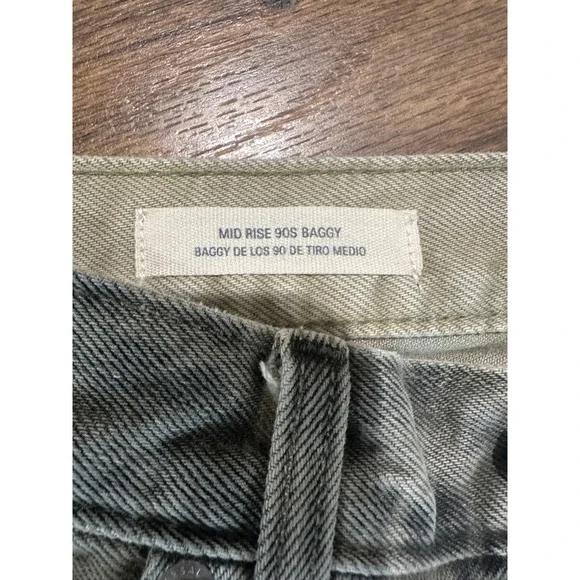 MID RISE 90S BAGGY
BAGGY DE LOS 90 DE TIRO MEDIO